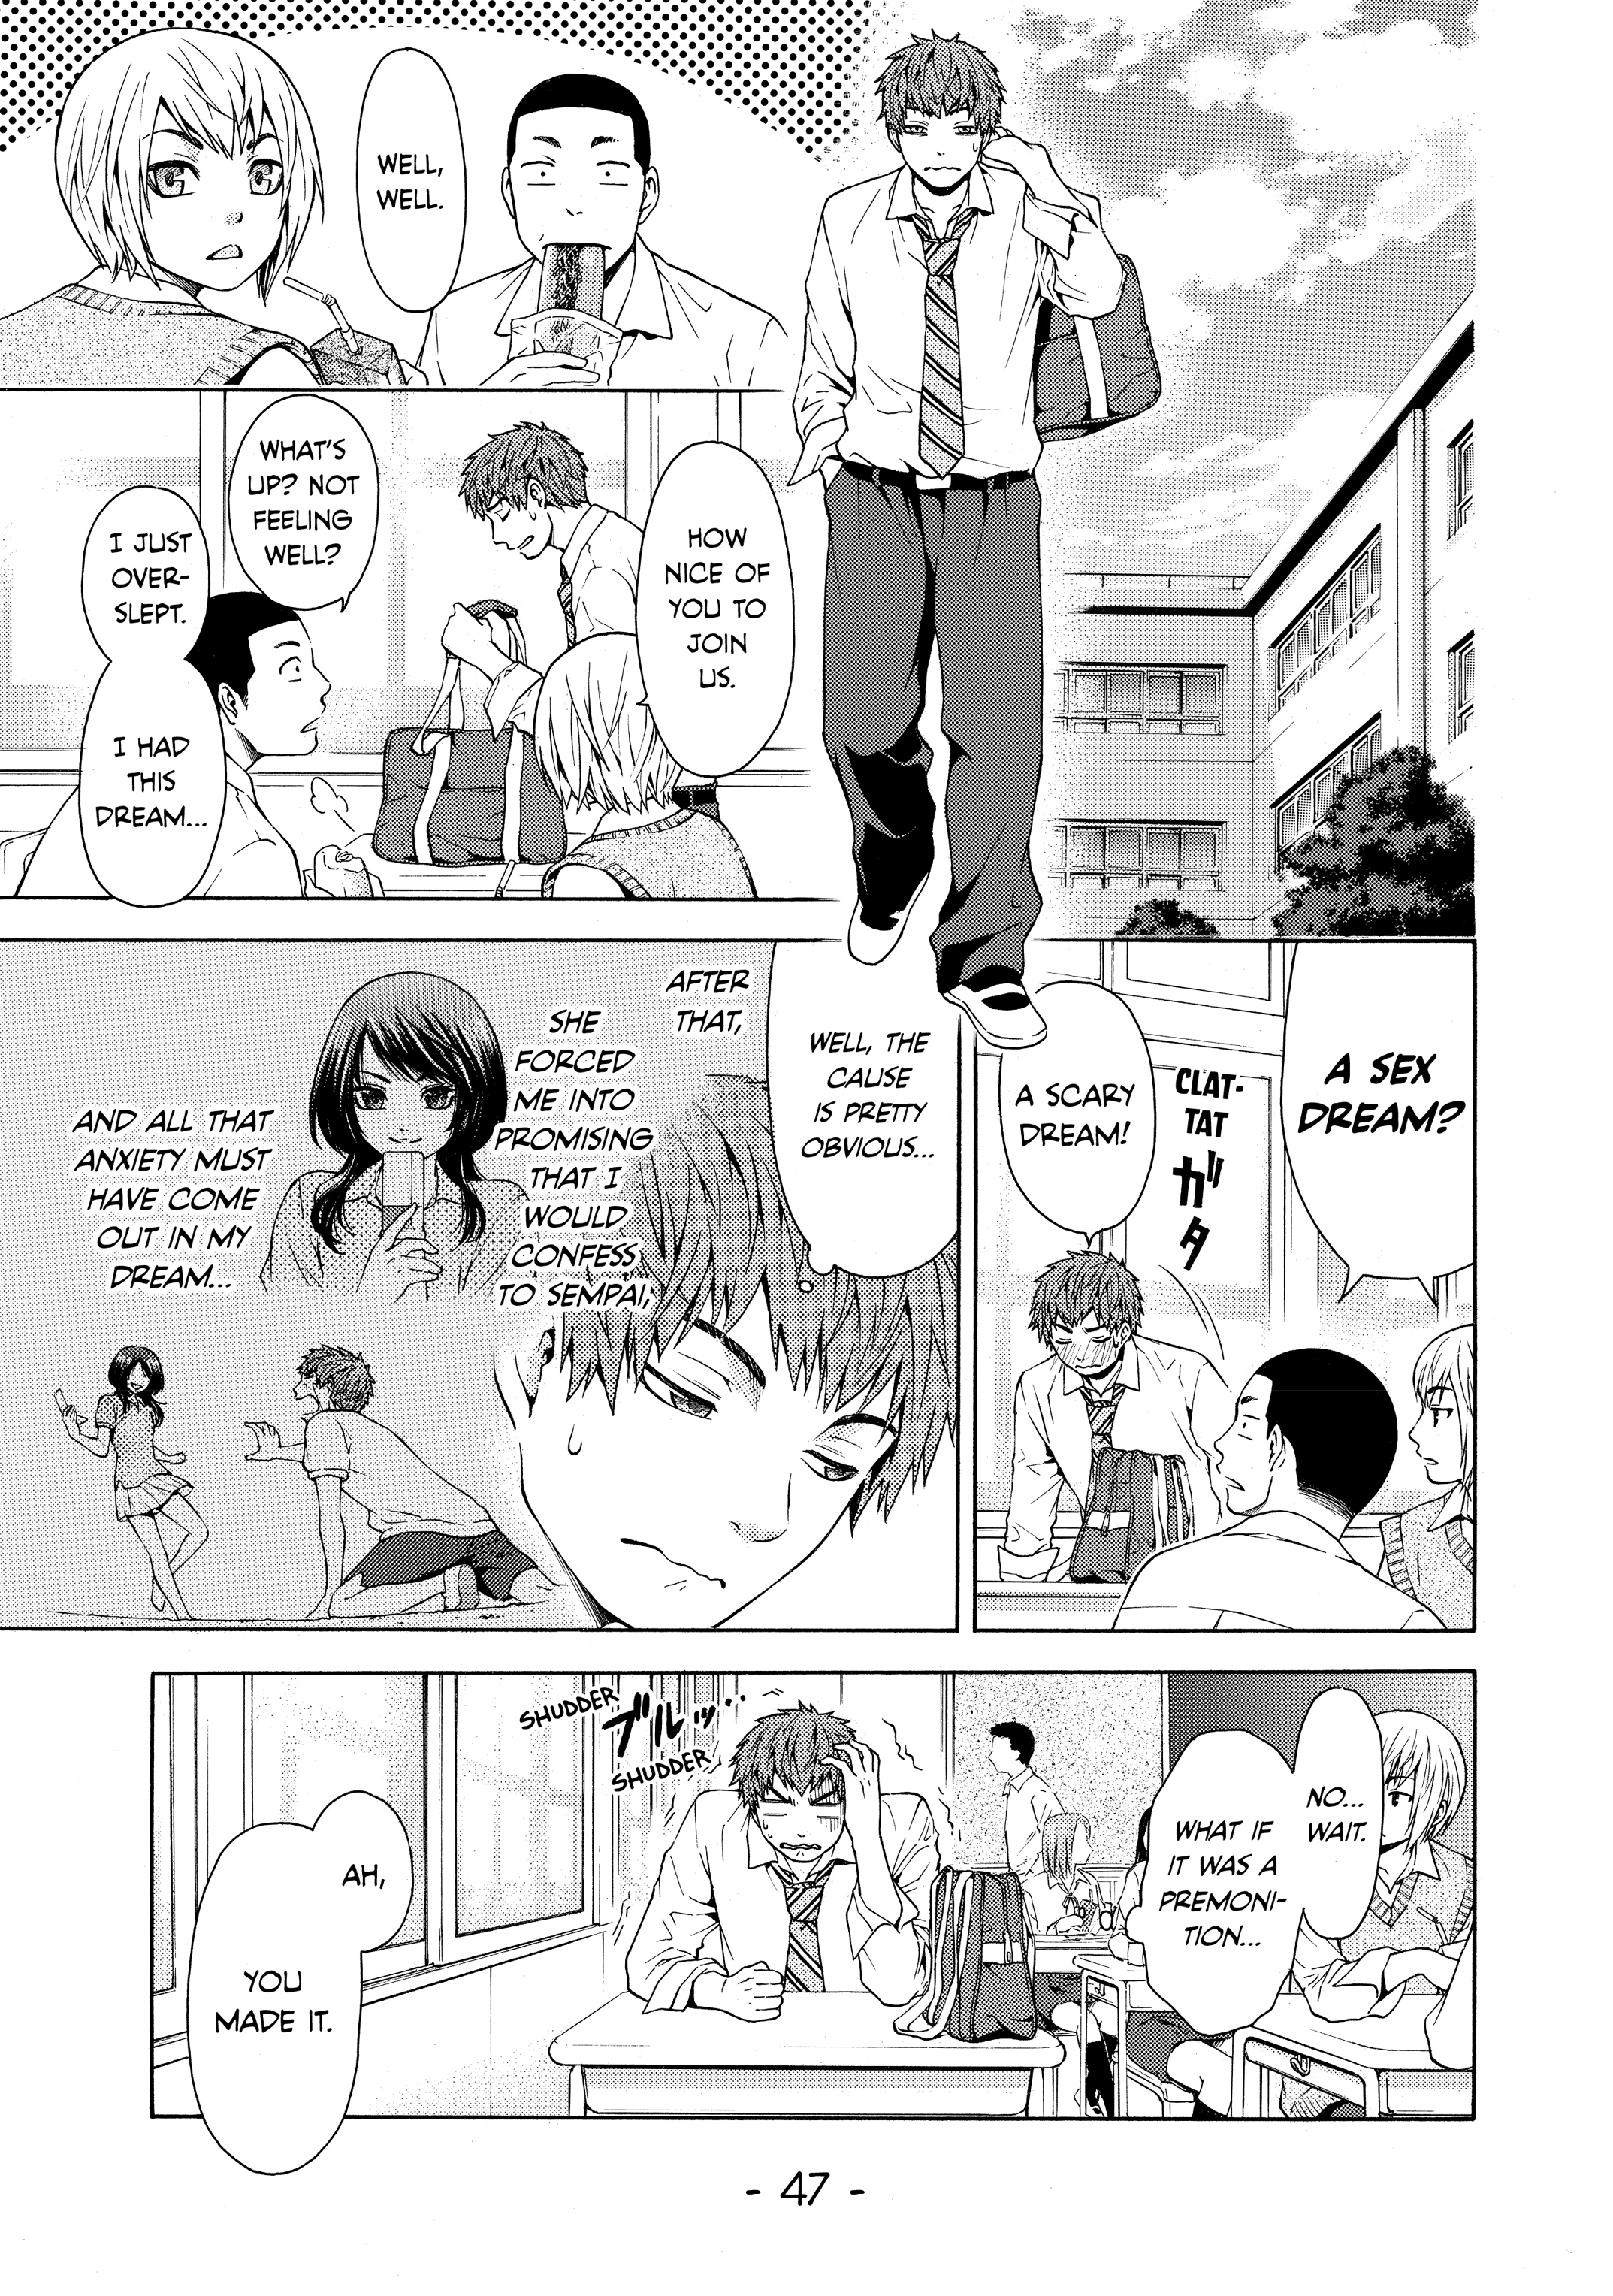 WELL,
WELL.
HOW
NICE OF
YOU TO
JOIN
US.
WHAT'S
UP? NOT
FEELING
WELL?
I JUST
OVER-
SLEPT.
I HAD
THIS
DREAM...
A SEX
DREAM?
CLAT-
TAT
ガタ
A SCARY
DREAM!
WELL, THE
CAUSE
IS PRETTY
OBVIOUS...
AFTER
THAT,
SHE
FORCED
ME INTO
PROMISING
THAT I
WOULD
CONFESS
TO SEMPAI,
AND ALL THAT
ANXIETY MUST
HAVE COME
OUT IN MY
DREAM...
NO...
WAIT.
WHAT IF
IT WAS A
PREMONI-
TION...
SHUDDER
ブルッ…
SHUDDER
AH,
YOU
MADE IT.
- 47 -